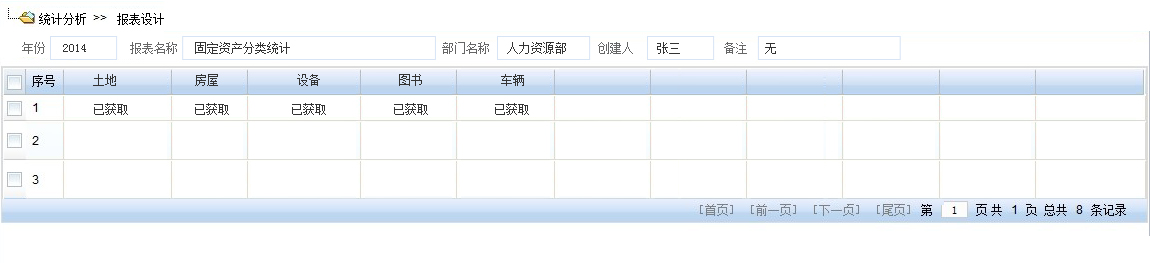 统计分析 >> 报表设计
年份 2014 报表名称 固定资产分类统计 部门名称 人力资源部 创建人 张三 备注 无
序号 土地 房屋 设备 图书 车辆
1 已获取 已获取 已获取 已获取 已获取
2
3
[首页] [前一页] [下一页] [尾页] 第 1 页 共 1 页 总共 8 条记录